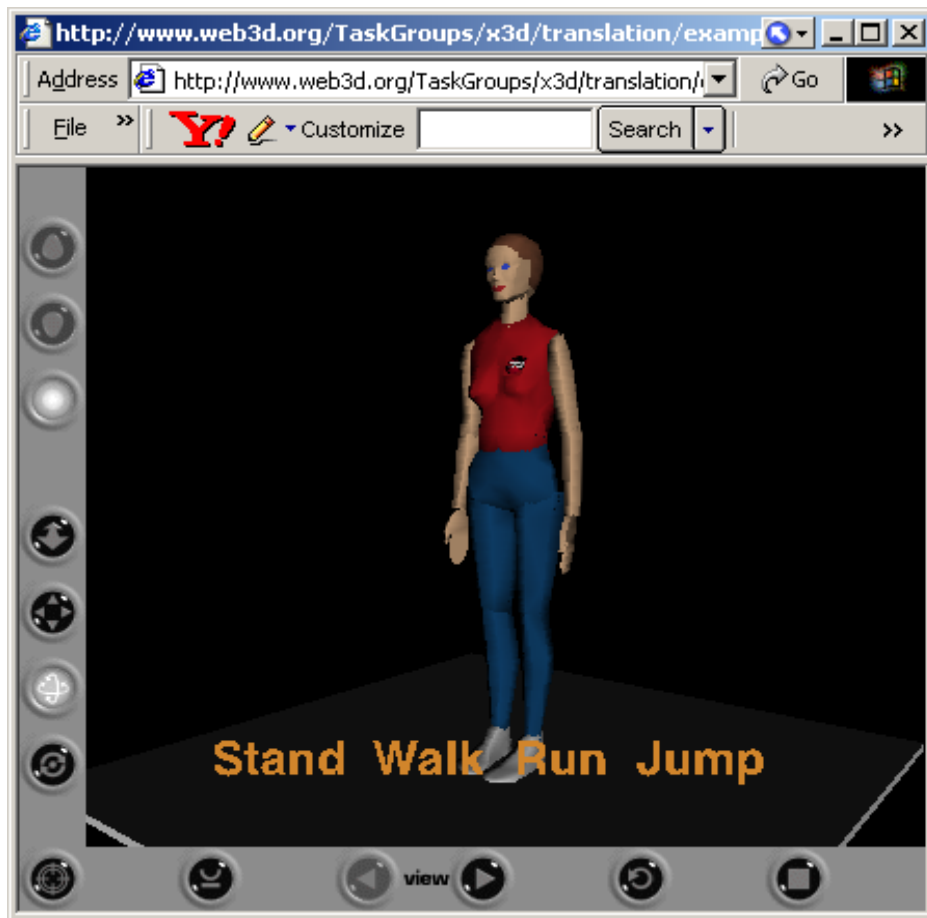 http://www.web3d.org/TaskGroups/x3d/translation/examp
Address http://www.web3d.org/TaskGroups/x3d/translation/ Go
File » Y! Customize Search »
Stand Walk Run Jump
view